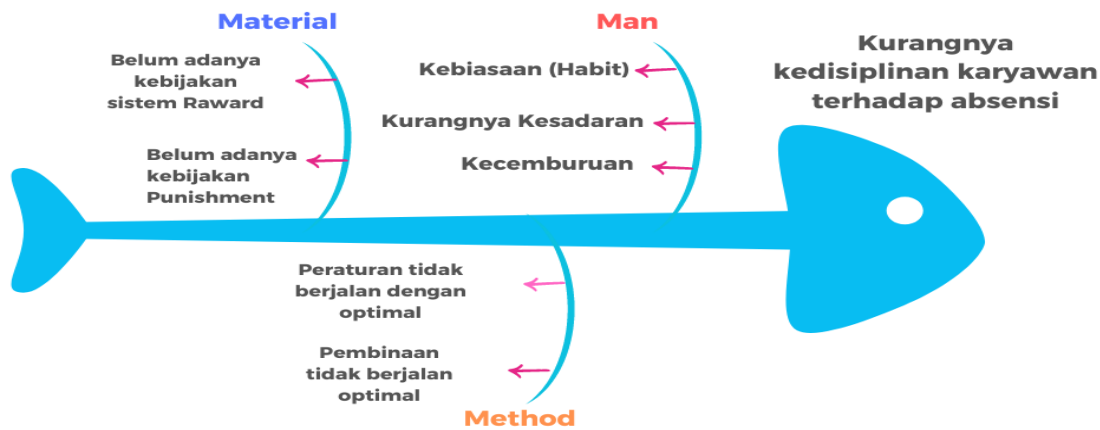 Material
Belum adanya
kebijakan
sistem Raward
Belum adanya
kebijakan
Punishment
Man
Kebiasaan (Habit)
Kurangnya Kesadaran
Kecemburuan
Kurangnya
kedisiplinan karyawan
terhadap absensi
Peraturan tidak
berjalan dengan
optimal
Pembinaan
tidak berjalan
optimal
Method